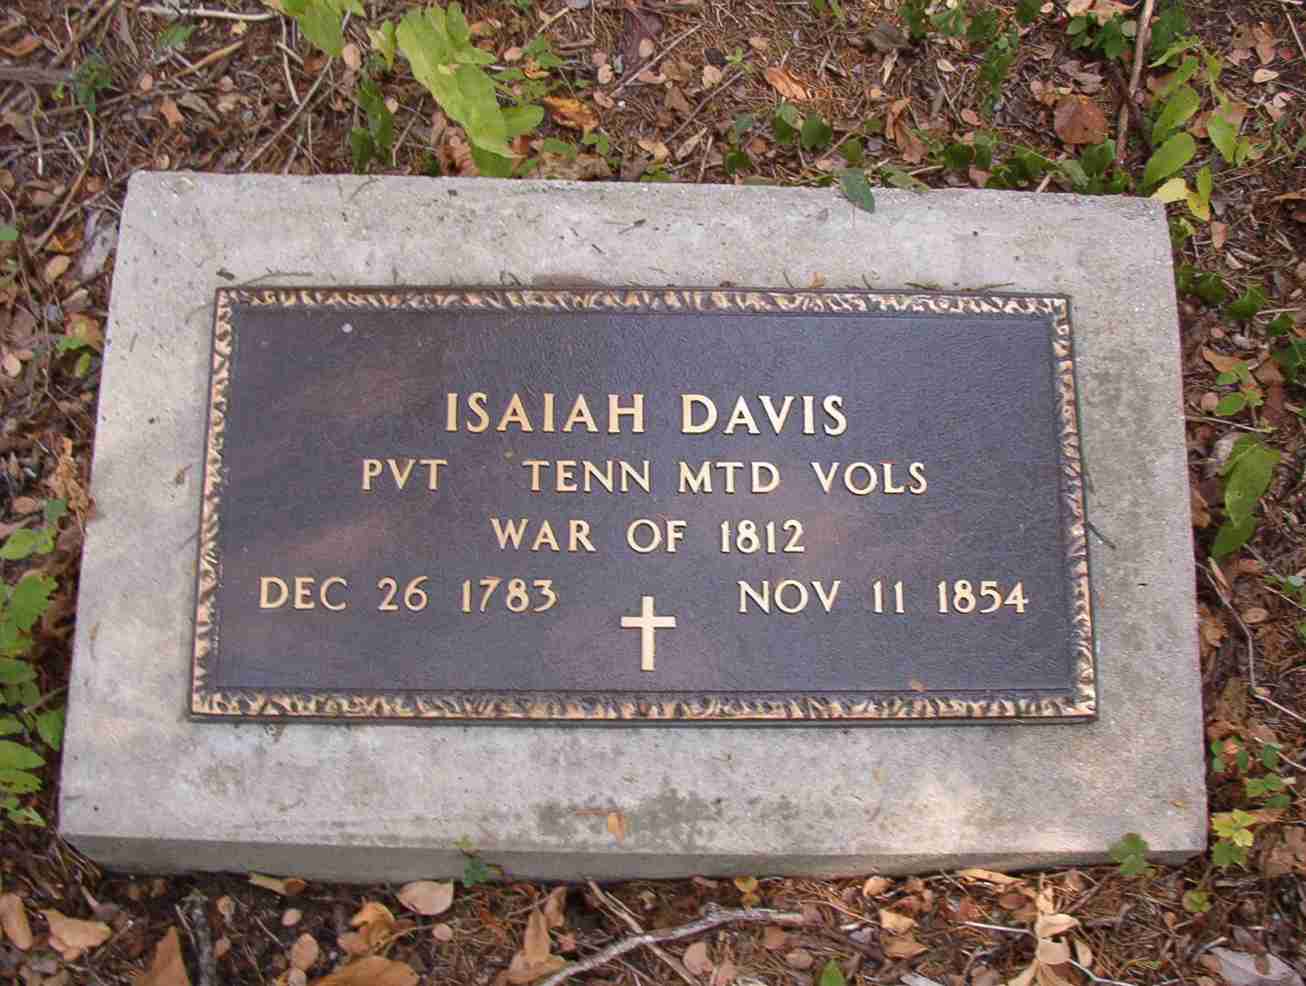 ISAIAH DAVIS
PVT TENN MTD VOLS
WAR OF 1812
DEC 26 1783 NOV 11 1854